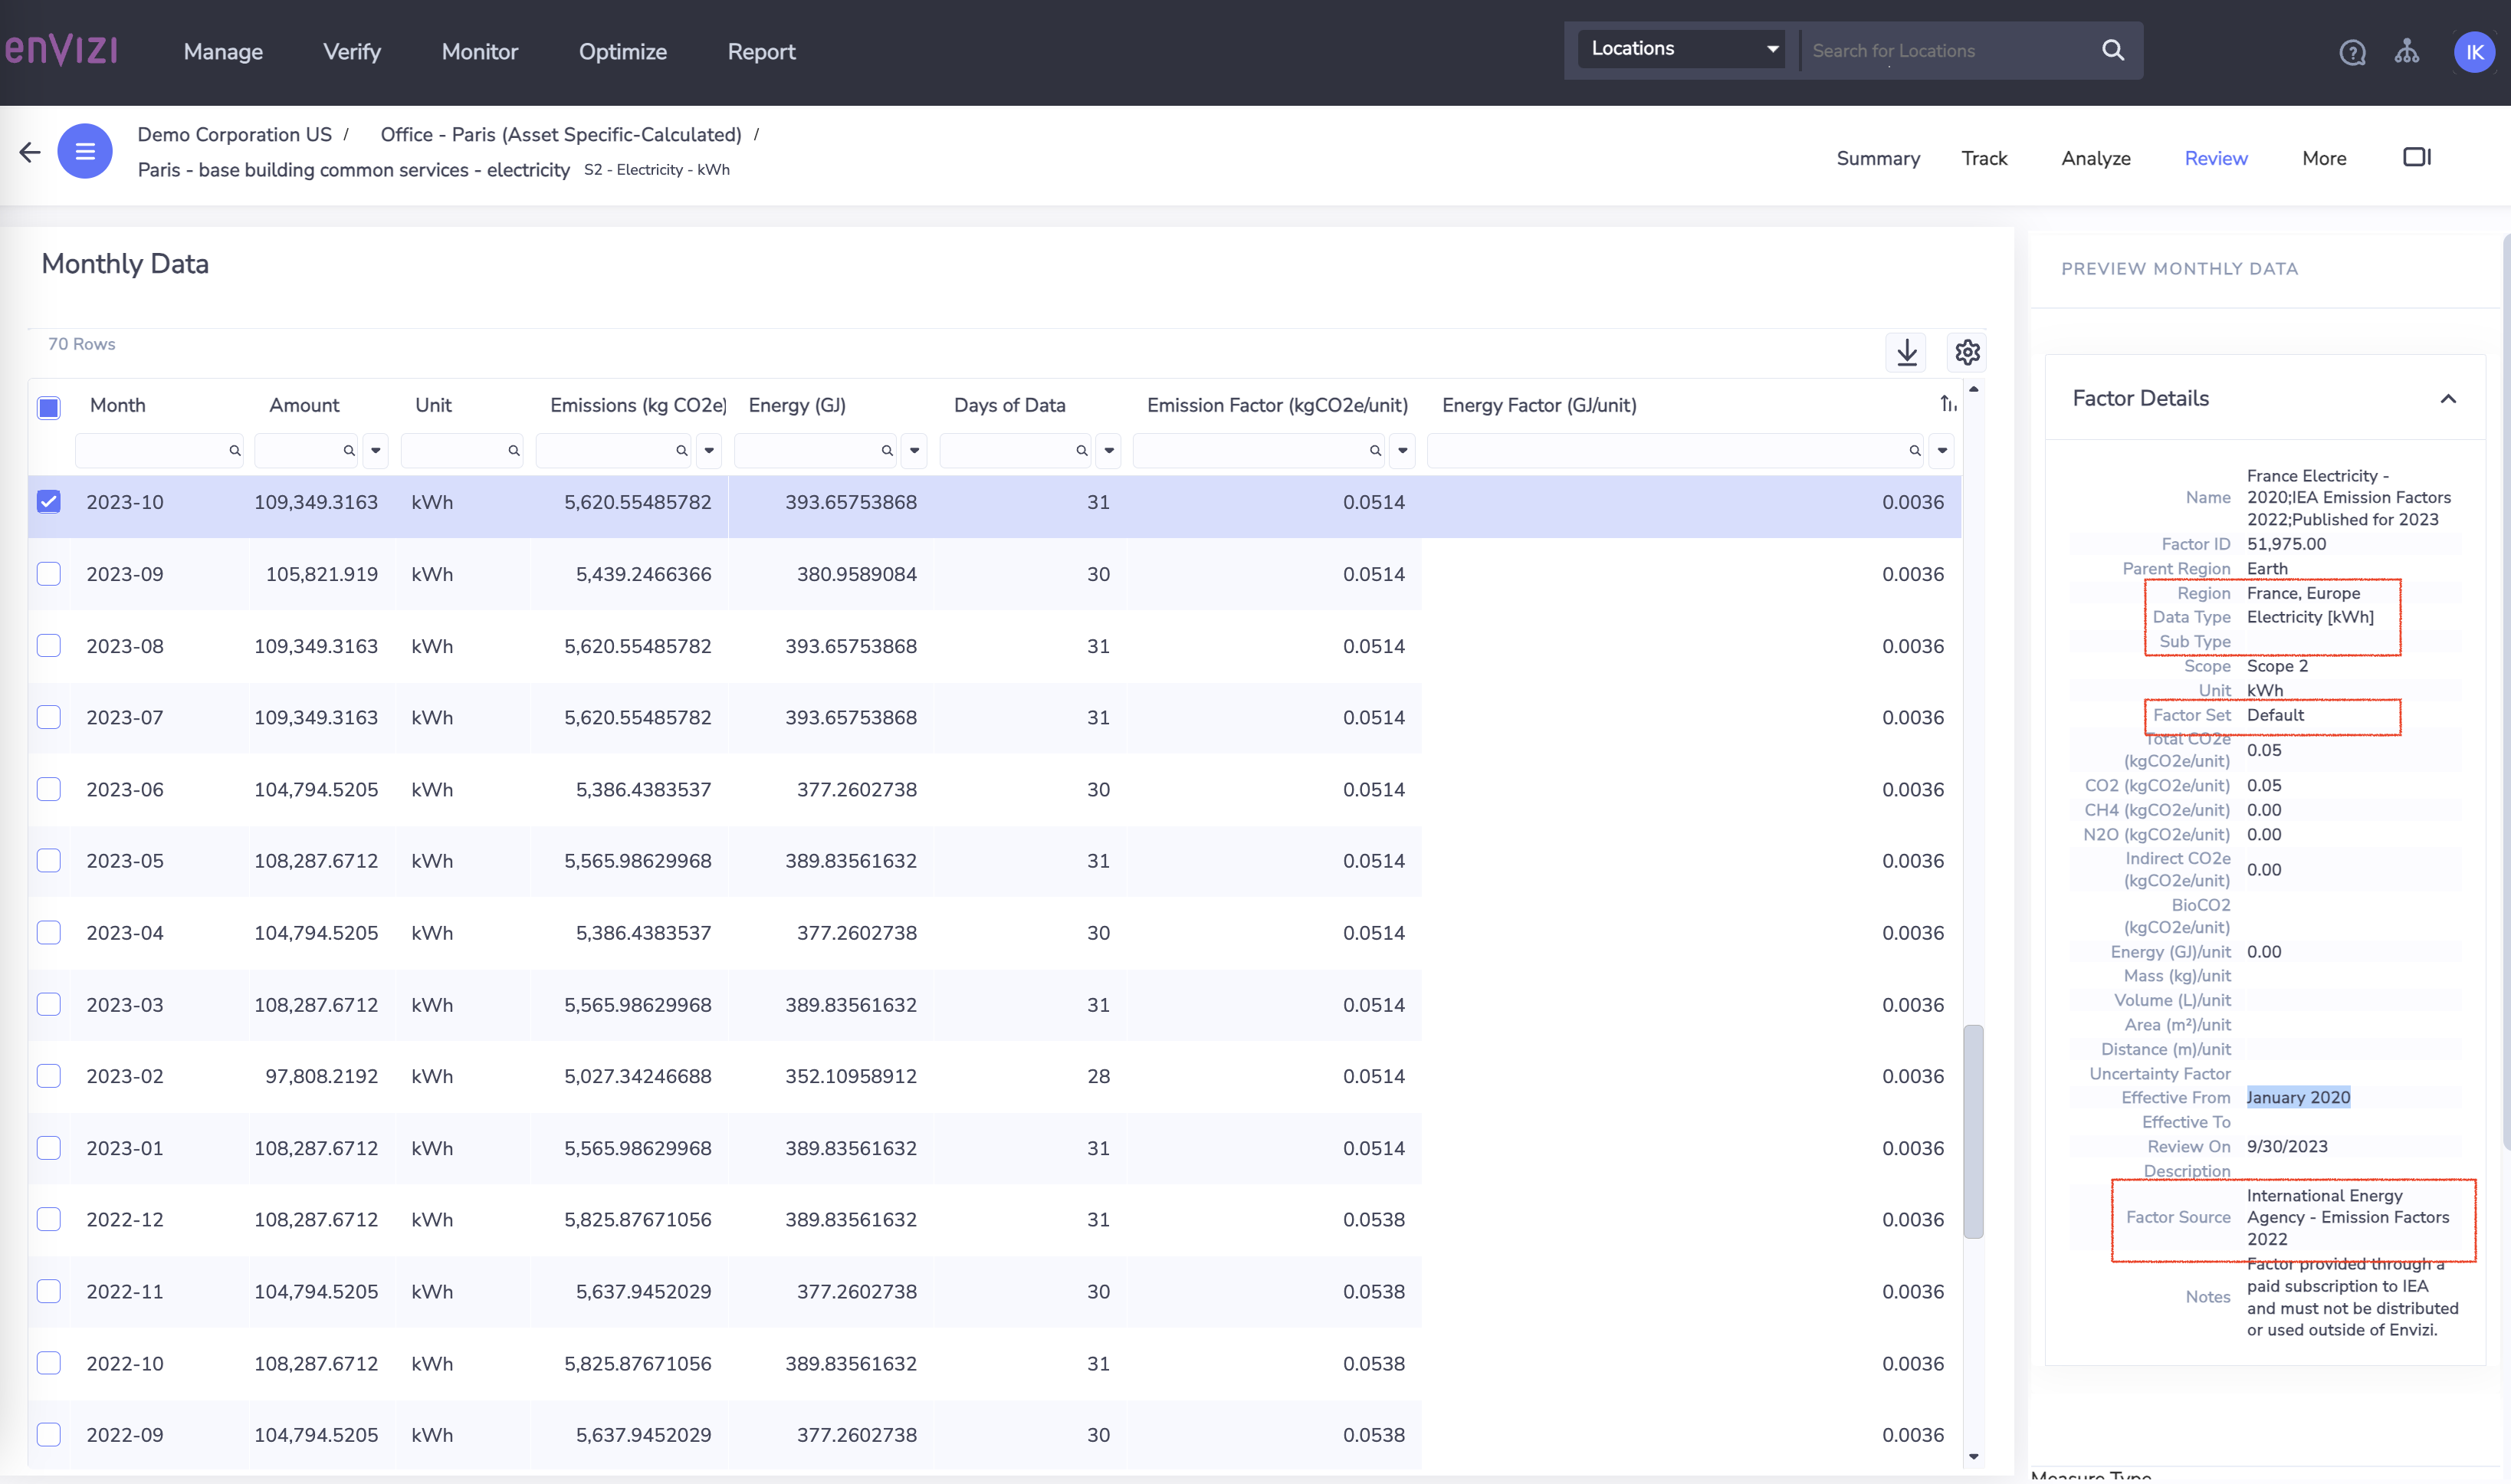 enVIZI Manage Verify Monitor Optimize Report Locations Search for Locations IK
Demo Corporation US / Office - Paris (Asset Specific-Calculated) /
Paris - base building common services - electricity S2 - Electricity - kWh
Summary Track Analyze Review More
Monthly Data
70 Rows
Month Amount Unit Emissions (kg CO2e) Energy (GJ) Days of Data Emission Factor (kgCO2e/unit) Energy Factor (GJ/unit)
2023-10 109,349.3163 kWh 5,620.55485782 393.65753868 31 0.0514 0.0036
2023-09 105,821.919 kWh 5,439.2466366 380.9589084 30 0.0514 0.0036
2023-08 109,349.3163 kWh 5,620.55485782 393.65753868 31 0.0514 0.0036
2023-07 109,349.3163 kWh 5,620.55485782 393.65753868 31 0.0514 0.0036
2023-06 104,794.5205 kWh 5,386.4383537 377.2602738 30 0.0514 0.0036
2023-05 108,287.6712 kWh 5,565.98629968 389.83561632 31 0.0514 0.0036
2023-04 104,794.5205 kWh 5,386.4383537 377.2602738 30 0.0514 0.0036
2023-03 108,287.6712 kWh 5,565.98629968 389.83561632 31 0.0514 0.0036
2023-02 97,808.2192 kWh 5,027.34246688 352.10958912 28 0.0514 0.0036
2023-01 108,287.6712 kWh 5,565.98629968 389.83561632 31 0.0514 0.0036
2022-12 108,287.6712 kWh 5,825.87671056 389.83561632 31 0.0538 0.0036
2022-11 104,794.5205 kWh 5,637.9452029 377.2602738 30 0.0538 0.0036
2022-10 108,287.6712 kWh 5,825.87671056 389.83561632 31 0.0538 0.0036
2022-09 104,794.5205 kWh 5,637.9452029 377.2602738 30 0.0538 0.0036
PREVIEW MONTHLY DATA
Factor Details
Name France Electricity -
2020;IEA Emission Factors
2022;Published for 2023
Factor ID 51,975.00
Parent Region Earth
Region France, Europe
Data Type Electricity [kWh]
Sub Type
Scope Scope 2
Unit kWh
Factor Set Default
Total CO2e
(kgCO2e/unit) 0.05
CO2 (kgCO2e/unit) 0.05
CH4 (kgCO2e/unit) 0.00
N2O (kgCO2e/unit) 0.00
Indirect CO2e
(kgCO2e/unit) 0.00
BioCO2
(kgCO2e/unit)
Energy (GJ)/unit 0.00
Mass (kg)/unit
Volume (L)/unit
Area (m²)/unit
Distance (m)/unit
Uncertainty Factor
Effective From January 2020
Effective To
Review On 9/30/2023
Description
Factor Source International Energy
Agency - Emission Factors
2022
Notes Factor provided through a
paid subscription to IEA
and must not be distributed
or used outside of Envizi.
Measure Type